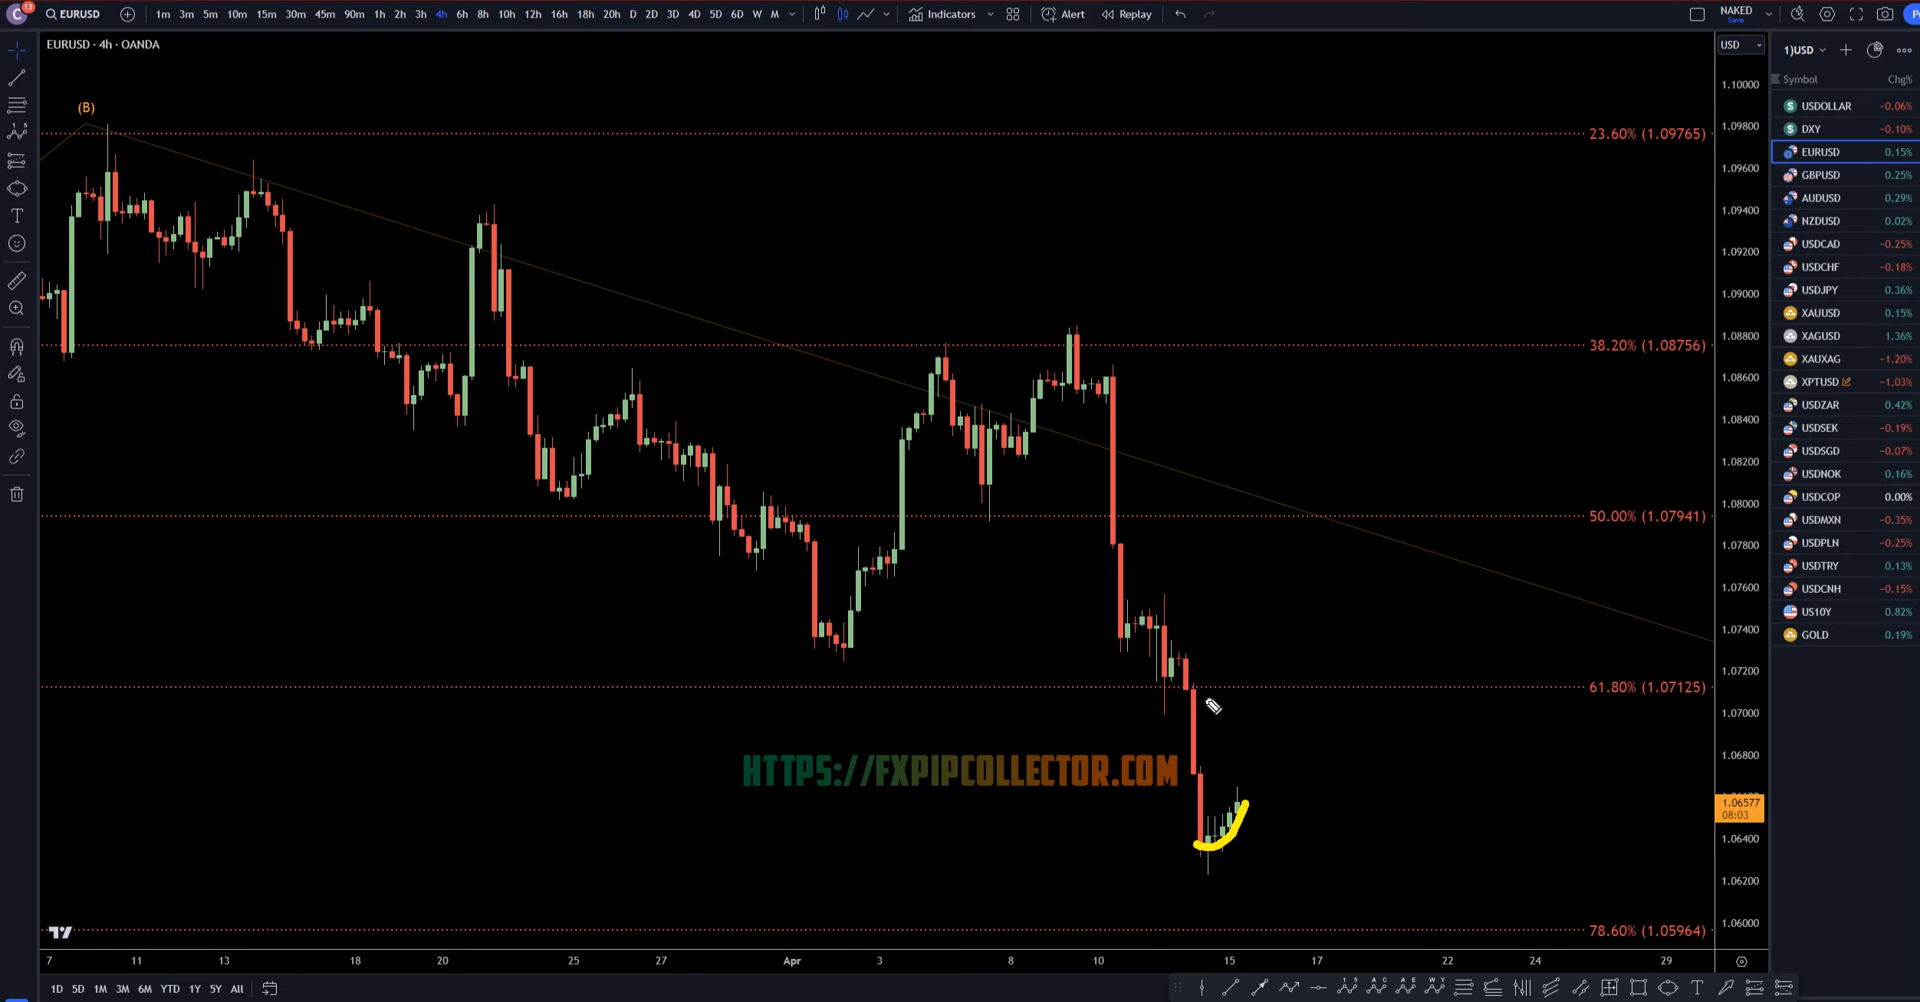 C 13 EURUSD 1m 3m 5m 10m 15m 30m 45m 90m 1h 2h 3h 4h 6h 8h 10h 12h 16h 18h 20h D 2D 3D 4D 5D 6D W M Indicators Alert Replay NAKED
Save
EURUSD · 4h · OANDA
USD
1)USD
Symbol Chg%
(B)
23.60% (1.09765)
38.20% (1.08756)
50.00% (1.07941)
61.80% (1.07125)
78.60% (1.05964)
HTTPS://FXPIPCOLLECTOR.COM
1.10000
1.09800
1.09600
1.09400
1.09200
1.09000
1.08800
1.08600
1.08400
1.08200
1.08000
1.07800
1.07600
1.07400
1.07200
1.07000
1.06800
1.06577
08:03
1.06400
1.06200
1.06000
USDOLLAR −0.06%
DXY −0.10%
EURUSD 0.15%
GBPUSD 0.25%
AUDUSD 0.29%
NZDUSD 0.02%
USDCAD −0.25%
USDCHF −0.18%
USDJPY 0.36%
XAUUSD 0.15%
XAGUSD 1.36%
XAUXAG −1.20%
XPTUSD −1.03%
USDZAR 0.42%
USDSEK −0.19%
USDSGD −0.07%
USDNOK 0.16%
USDCOP 0.00%
USDMXN −0.35%
USDPLN −0.25%
USDTRY 0.13%
USDCNH −0.15%
US10Y 0.82%
GOLD 0.19%
7 11 13 18 20 25 27 Apr 3 8 10 15 17 22 24 29
1D 5D 1M 3M 6M YTD 1Y 5Y All